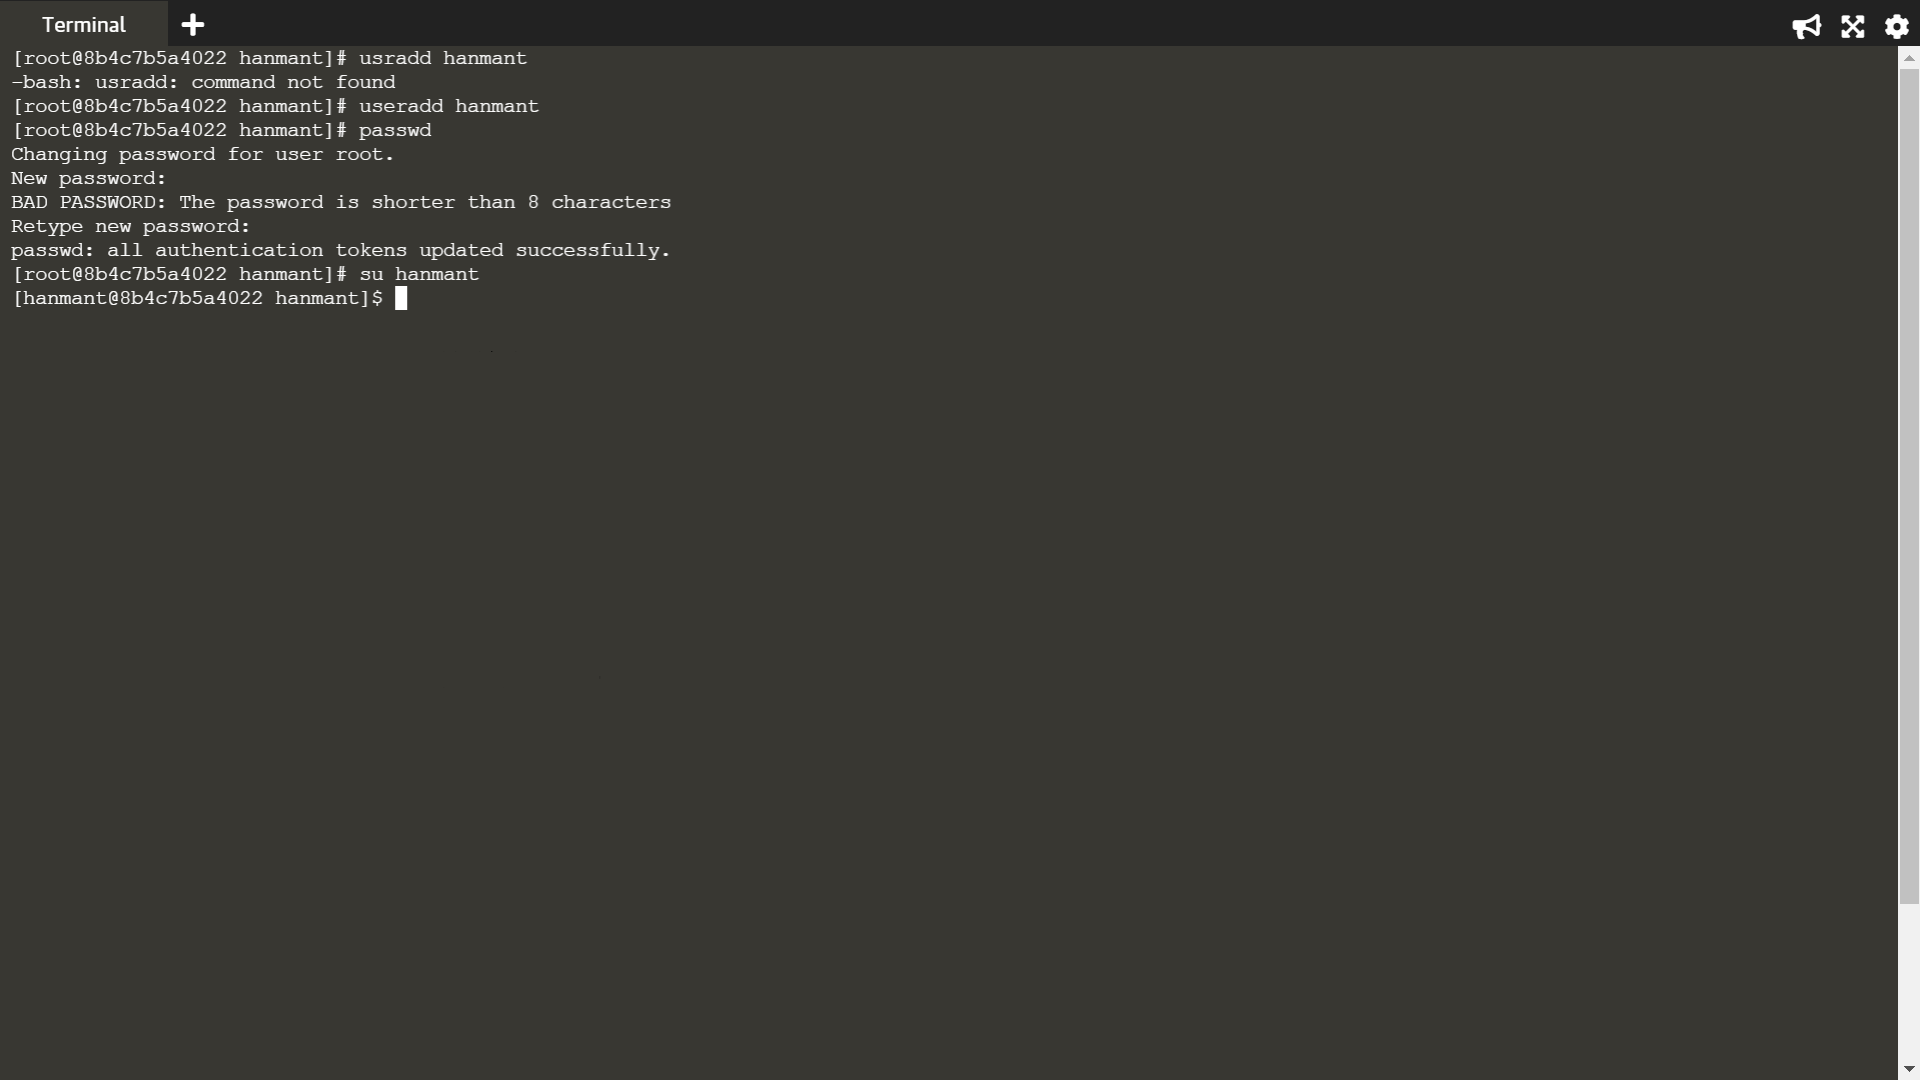 Terminal
[root@8b4c7b5a4022 hanmant]# usradd hanmant
-bash: usradd: command not found
[root@8b4c7b5a4022 hanmant]# useradd hanmant
[root@8b4c7b5a4022 hanmant]# passwd
Changing password for user root.
New password:
BAD PASSWORD: The password is shorter than 8 characters
Retype new password:
passwd: all authentication tokens updated successfully.
[root@8b4c7b5a4022 hanmant]# su hanmant
[hanmant@8b4c7b5a4022 hanmant]$